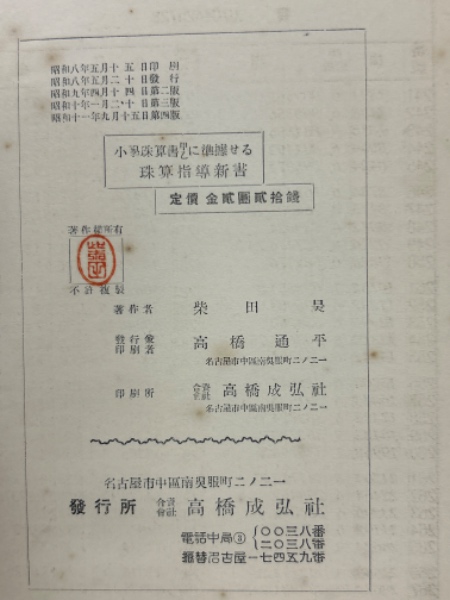 昭和八年五月十五日印刷
昭和八年五月二十日發行
昭和九年四月十四日第二版
昭和十年一月二十日第三版
昭和十一年九月十五日第四版
小學珠算書甲乙に準據せる
珠算指導新書
定價 金貳圓貳拾錢
著作權所有
不許複製
著作者 柴田
發行兼印刷者 高橋通平
名古屋市中區南吳服町二ノ二一
印刷所 合資會社 高橋成弘社
名古屋市中區南吳服町二ノ二一
名古屋市中區南吳服町二ノ二一
發行所 合資會社 高橋成弘社
電話中局③ 〇〇三八番
二〇三八番
振替名古屋一七四五九番